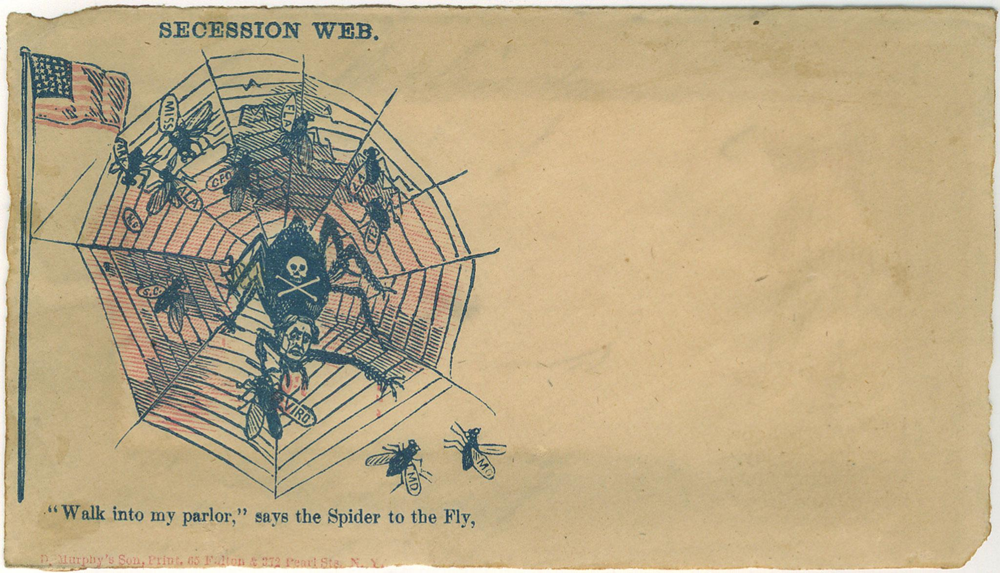 SECESSION WEB.
MISS
FLA
ARK
GEO
ALA
VA
TEX
S.C.
VIRG
MD
MO
"Walk into my parlor," says the Spider to the Fly,
D. Murphy's Son, Print. 65 Fulton & 372 Pearl Sts. N. Y.